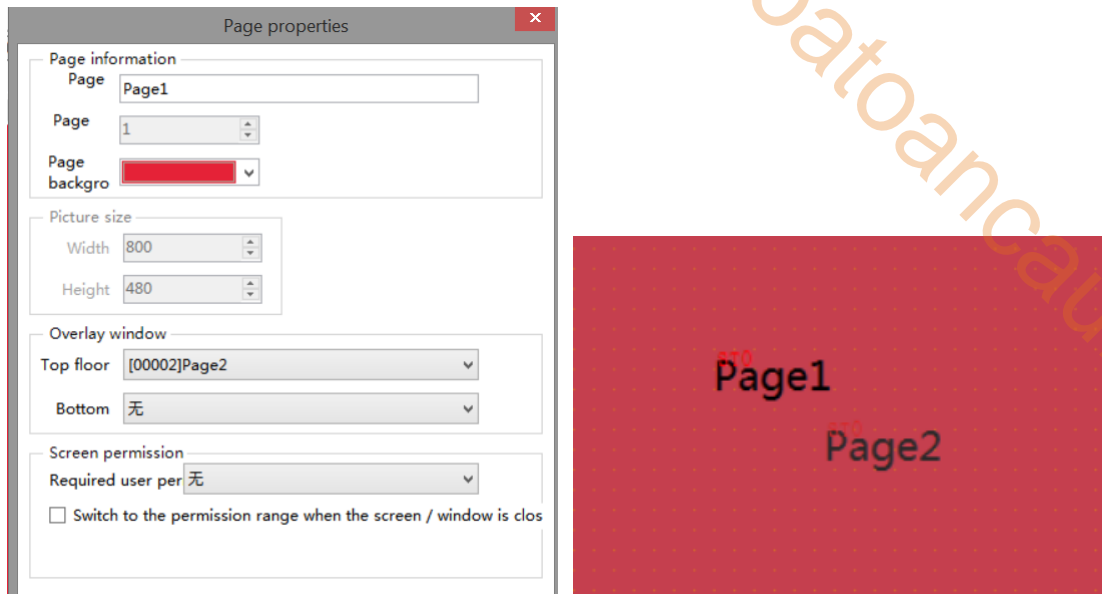 Page properties
Page information
Page
Page1
Page
1
Page
backgro
Picture size
Width
800
Height
480
Overlay window
Top floor
[00002]Page2
Bottom
无
Screen permission
Required user per
无
Switch to the permission range when the screen / window is clos
ST0
Page1
ST0
Page2